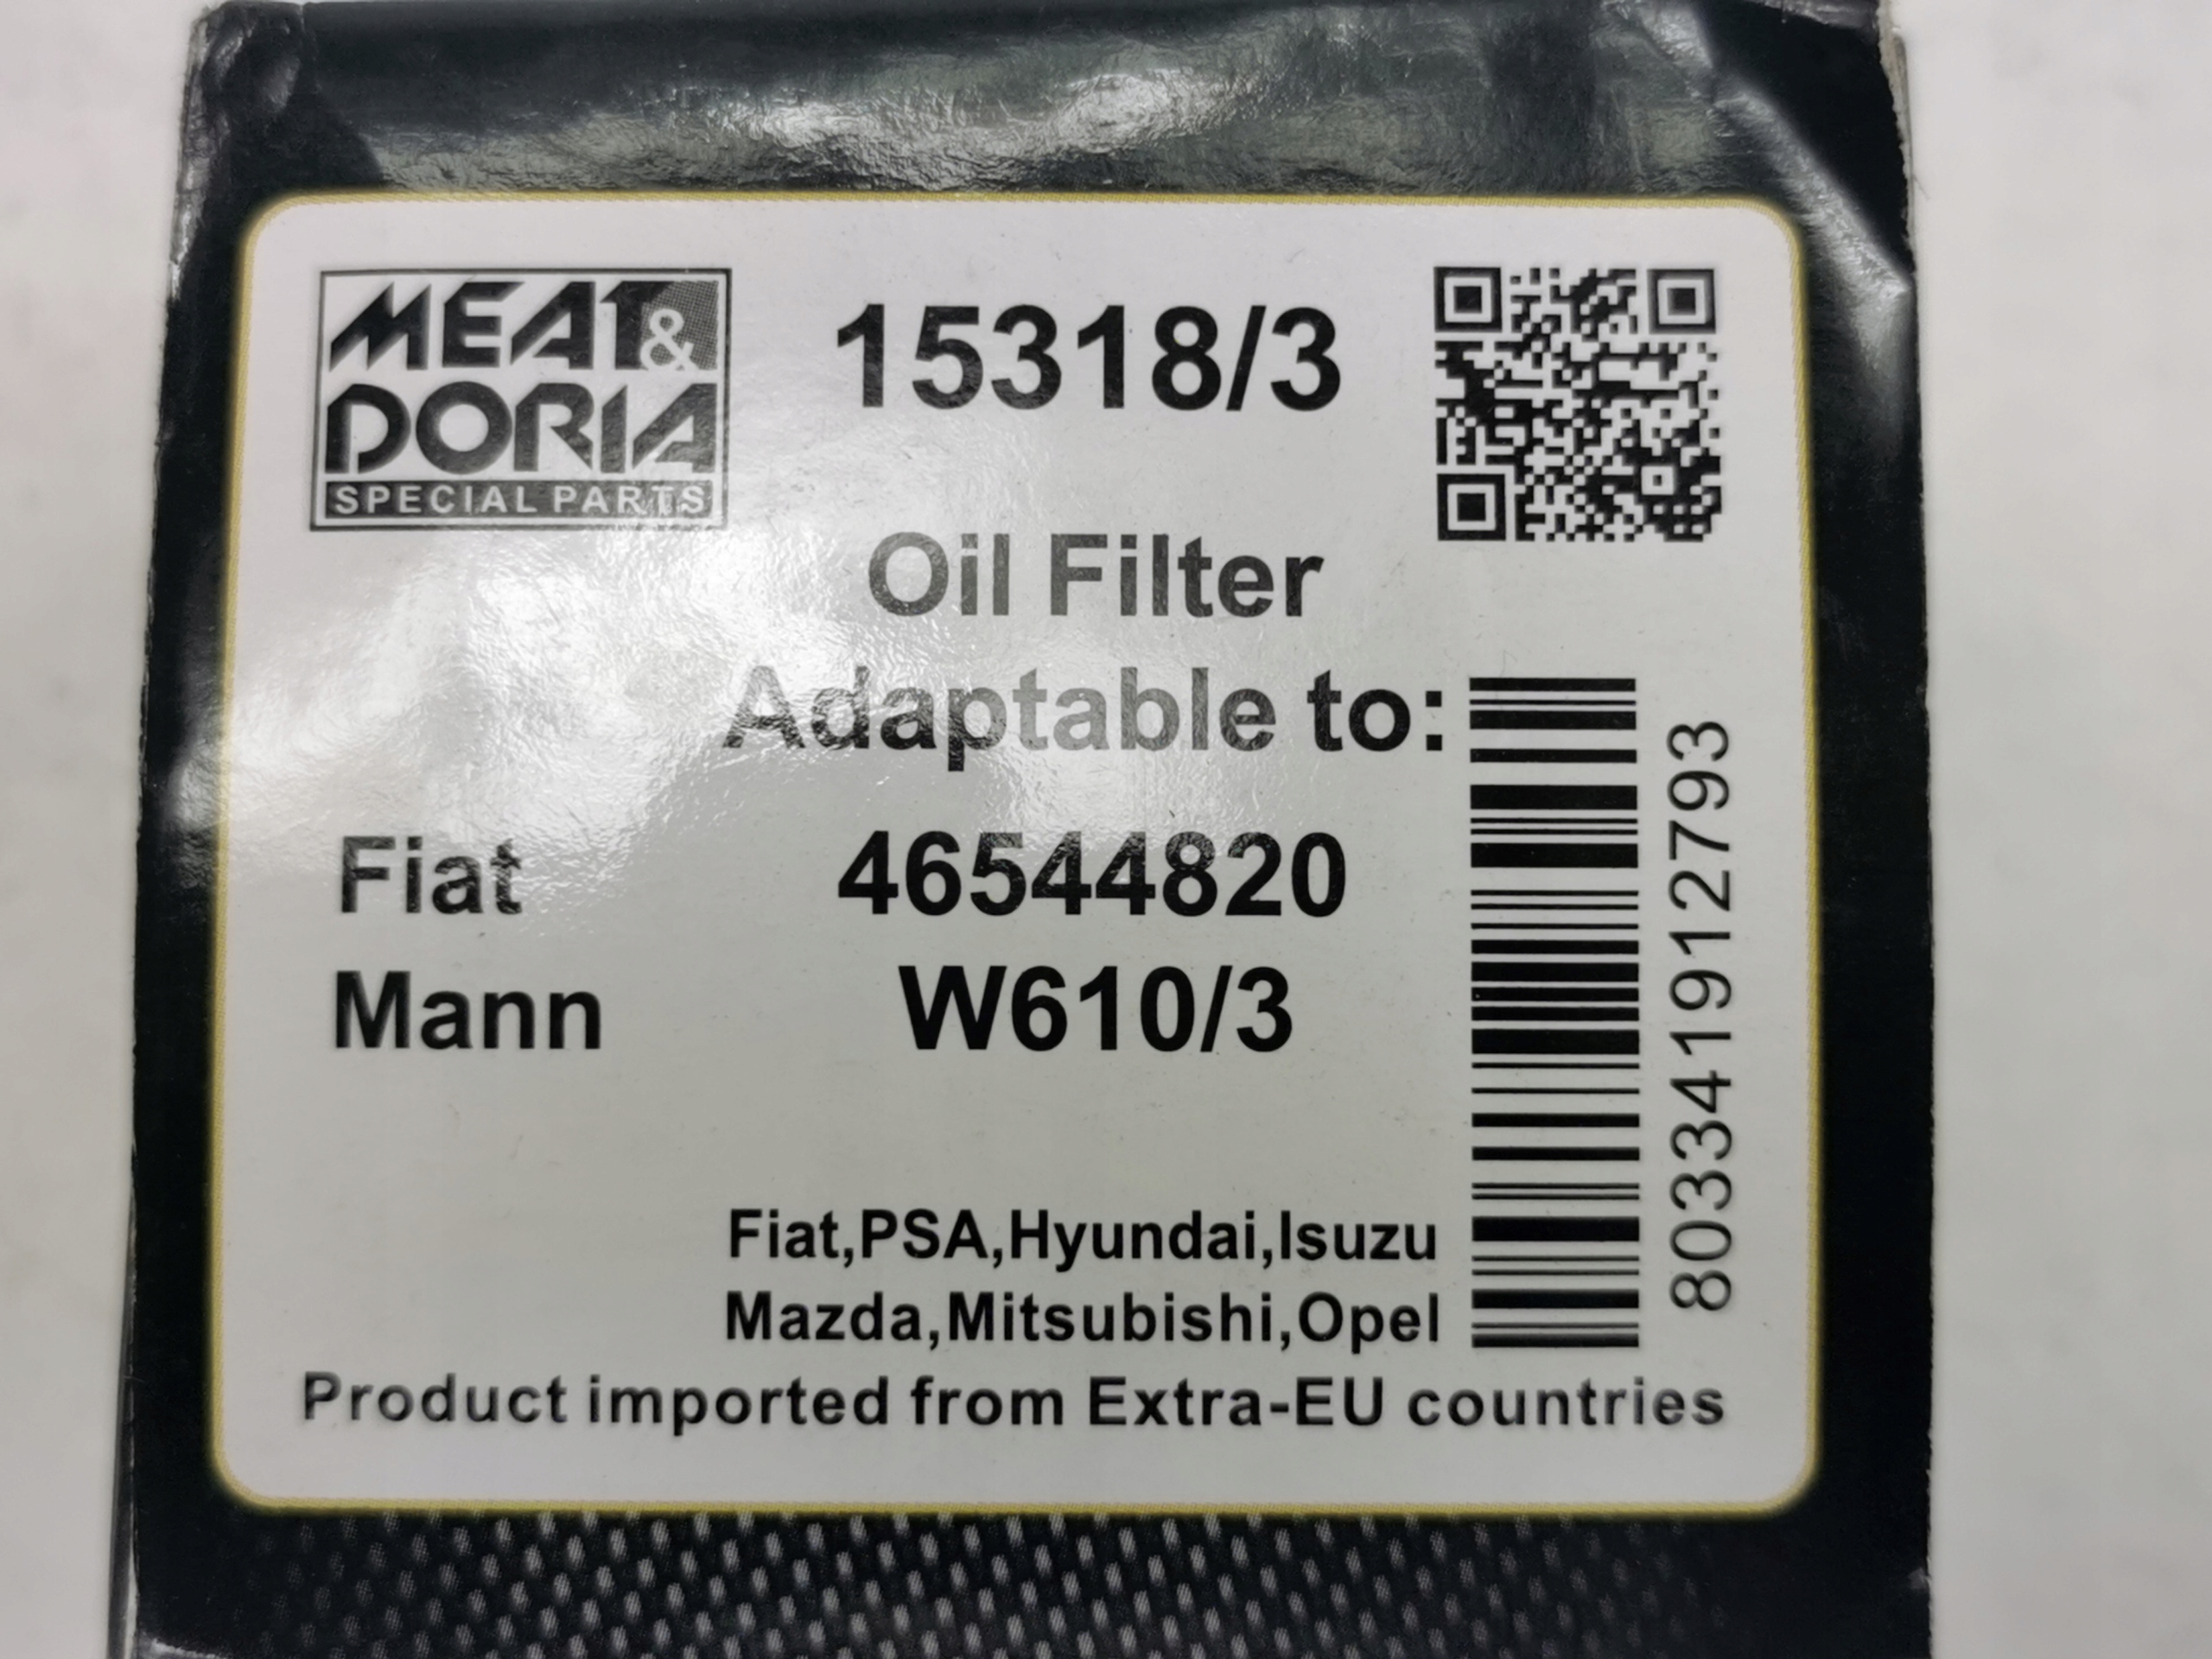 MEAT&
DORIA
SPECIAL PARTS
15318/3
Oil Filter
Adaptable to:
Fiat 46544820
Mann W610/3
Fiat,PSA,Hyundai,Isuzu
Mazda,Mitsubishi,Opel
Product imported from Extra-EU countries
8033419912793